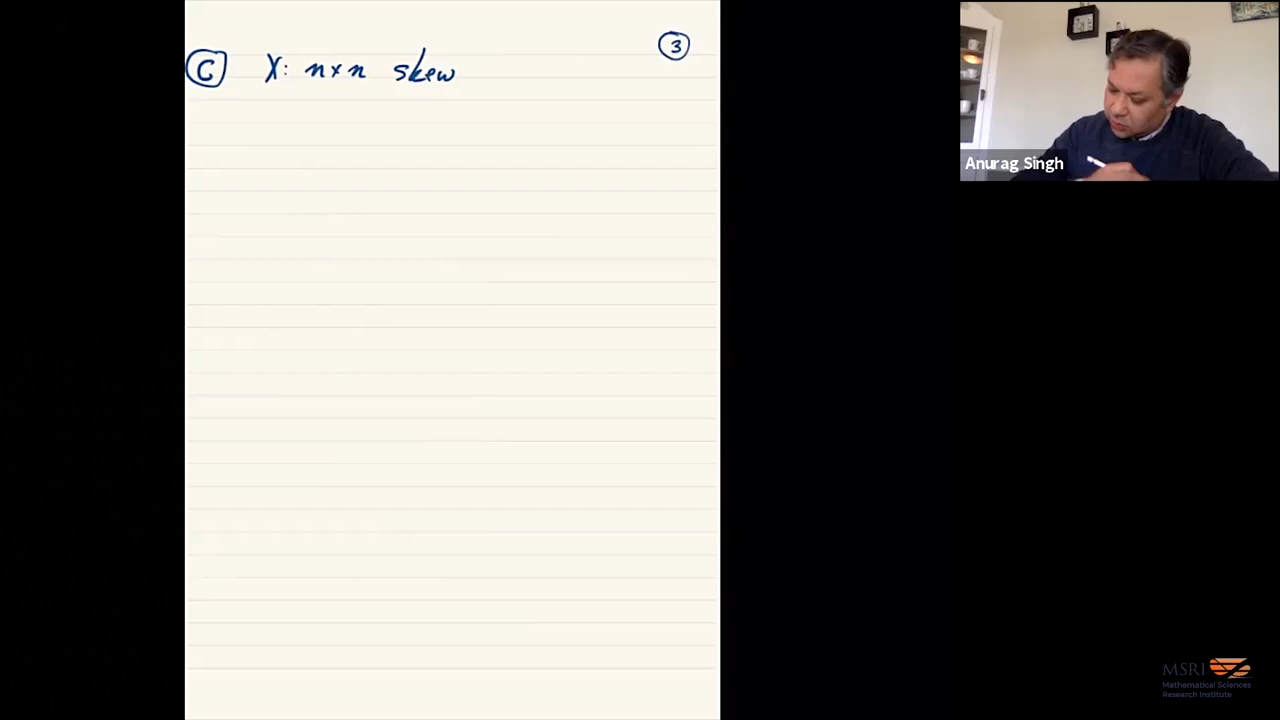 ③
Ⓒ X: n×n skew
Anurag Singh
MSRI
Mathematical Sciences
Research Institute